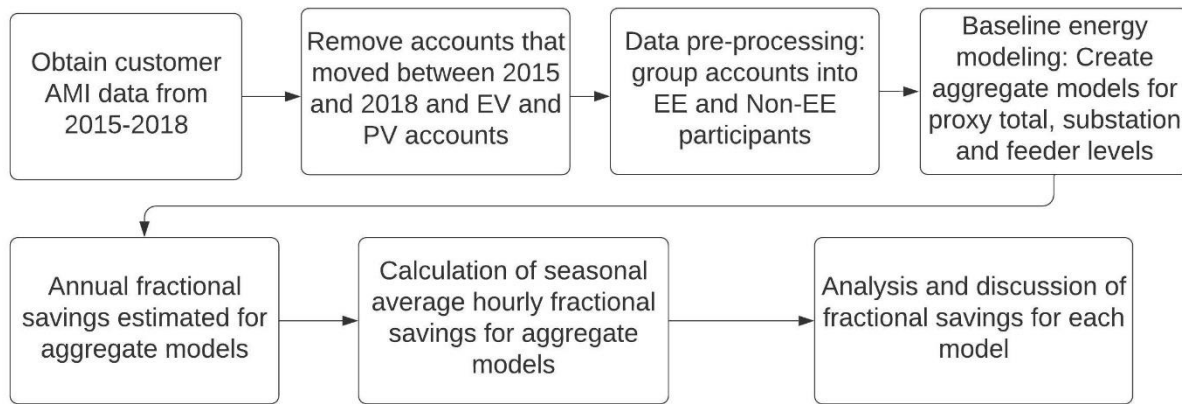 Obtain customer
AMI data from
2015-2018
Remove accounts that
moved between 2015
and 2018 and EV and
PV accounts
Data pre-processing:
group accounts into
EE and Non-EE
participants
Baseline energy
modeling: Create
aggregate models for
proxy total, substation
and feeder levels
Annual fractional
savings estimated for
aggregate models
Calculation of seasonal
average hourly fractional
savings for aggregate
models
Analysis and discussion of
fractional savings for each
model